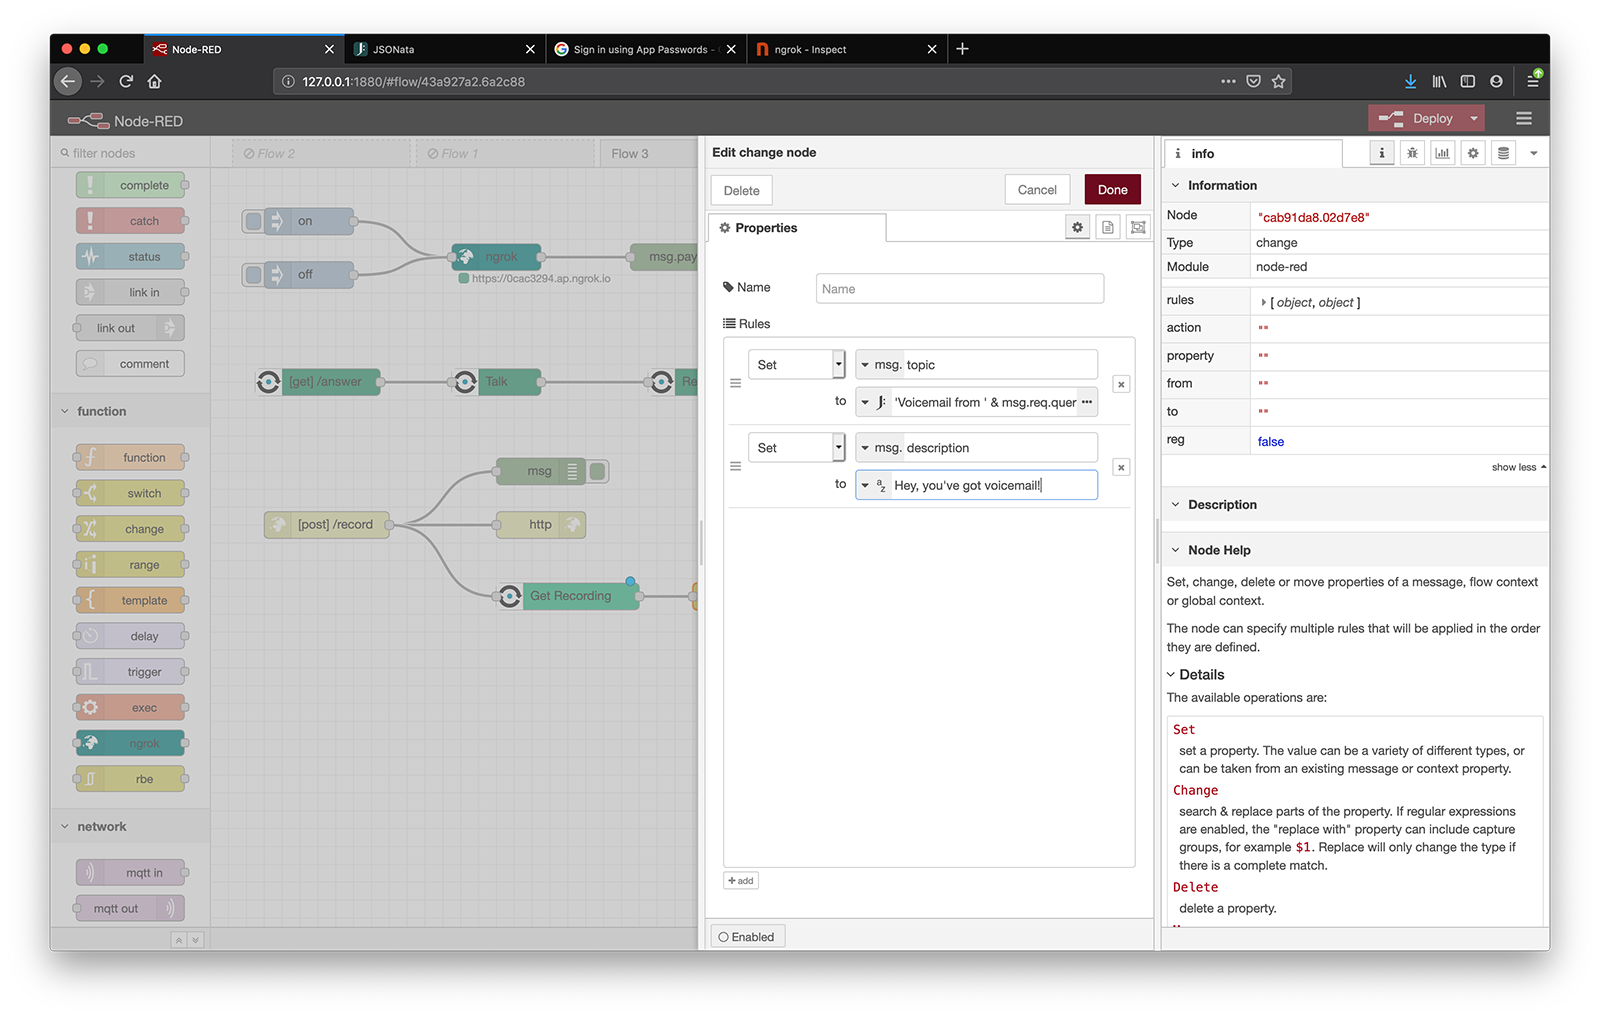 Node-RED
JSONata
Sign in using App Passwords -
ngrok - Inspect
127.0.0.1:1880/#flow/43a927a2.6a2c88
Node-RED
Deploy
filter nodes
Flow 2
Flow 1
Flow 3
complete
catch
status
link in
link out
comment
function
function
switch
change
range
template
delay
trigger
exec
ngrok
rbe
network
mqtt in
mqtt out
on
off
ngrok
https://0cac3294.ap.ngrok.io
msg.pay
[get] /answer
Talk
Re
msg
[post] /record
http
Get Recording
Edit change node
Delete
Cancel
Done
Properties
Name
Name
Rules
Set
msg. topic
to
J: 'Voicemail from ' & msg.req.quer
Set
msg. description
to
az Hey, you've got voicemail!
+ add
Enabled
i info
i
Information
Node "cab91da8.02d7e8"
Type change
Module node-red
rules [ object, object ]
action ""
property ""
from ""
to ""
reg false
show less
Description
Node Help
Set, change, delete or move properties of a message, flow context
or global context.
The node can specify multiple rules that will be applied in the order
they are defined.
Details
The available operations are:
Set
set a property. The value can be a variety of different types, or
can be taken from an existing message or context property.
Change
search & replace parts of the property. If regular expressions
are enabled, the "replace with" property can include capture
groups, for example $1. Replace will only change the type if
there is a complete match.
Delete
delete a property.